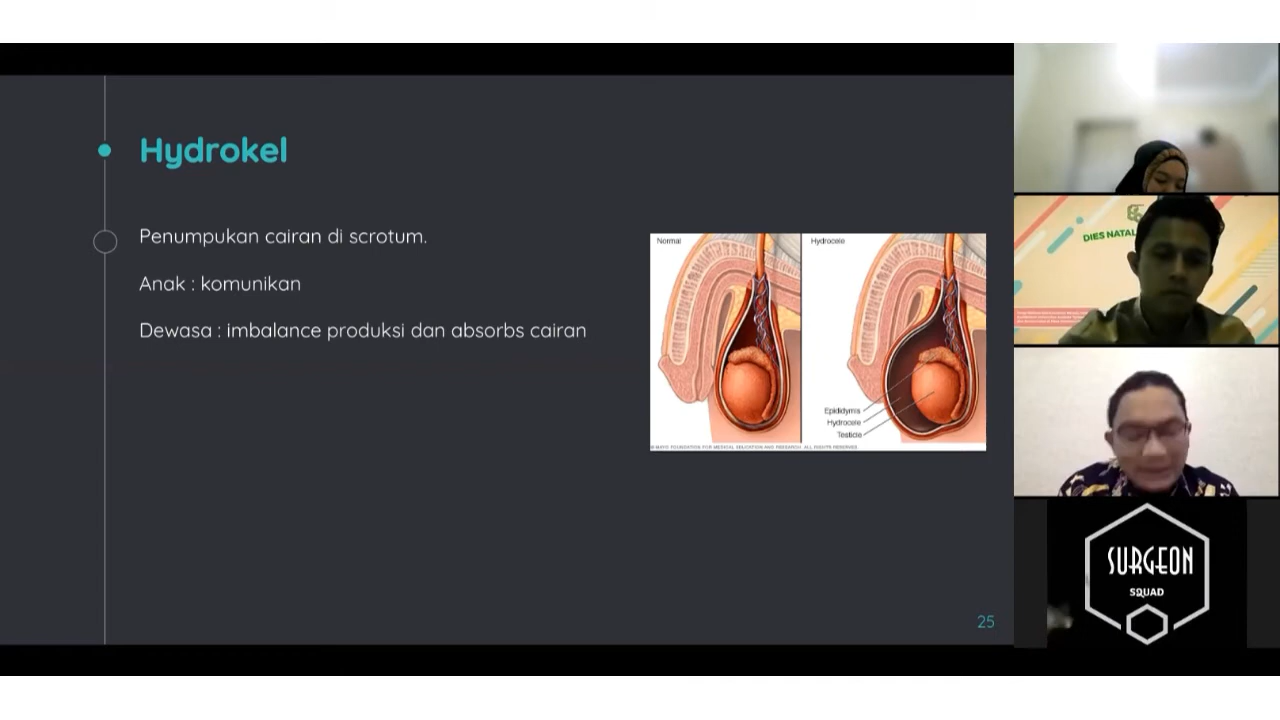 Hydrokel
Penumpukan cairan di scrotum.
Anak : komunikan
Dewasa : imbalance produksi dan absorbs cairan
Normal
Hydrocele
Epididymis
Hydrocele
Testicle
25
DIES NATAL
SURGEON
SQUAD